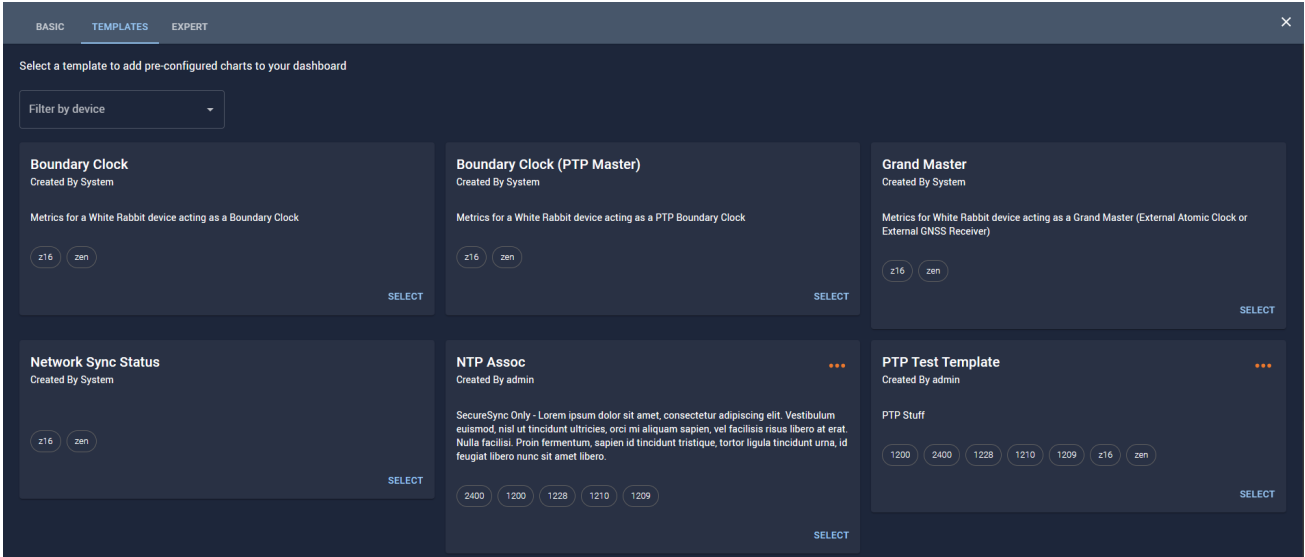 BASIC TEMPLATES EXPERT
Select a template to add pre-configured charts to your dashboard
Filter by device
Boundary Clock
Created By System
Metrics for a White Rabbit device acting as a Boundary Clock
z16 zen
SELECT
Boundary Clock (PTP Master)
Created By System
Metrics for a White Rabbit device acting as a PTP Boundary Clock
z16 zen
SELECT
Grand Master
Created By System
Metrics for White Rabbit device acting as a Grand Master (External Atomic Clock or
External GNSS Receiver)
z16 zen
SELECT
Network Sync Status
Created By System
z16 zen
SELECT
NTP Assoc
Created By admin
SecureSync Only - Lorem ipsum dolor sit amet, consectetur adipiscing elit. Vestibulum
euismod, nisl ut tincidunt ultricies, orci mi aliquam sapien, vel facilisis risus libero at erat.
Nulla facilisi. Proin fermentum, sapien id tincidunt tristique, tortor ligula tincidunt urna, id
feugiat libero nunc sit amet libero.
2400 1200 1228 1210 1209
SELECT
PTP Test Template
Created By admin
PTP Stuff
1200 2400 1228 1210 1209 z16 zen
SELECT